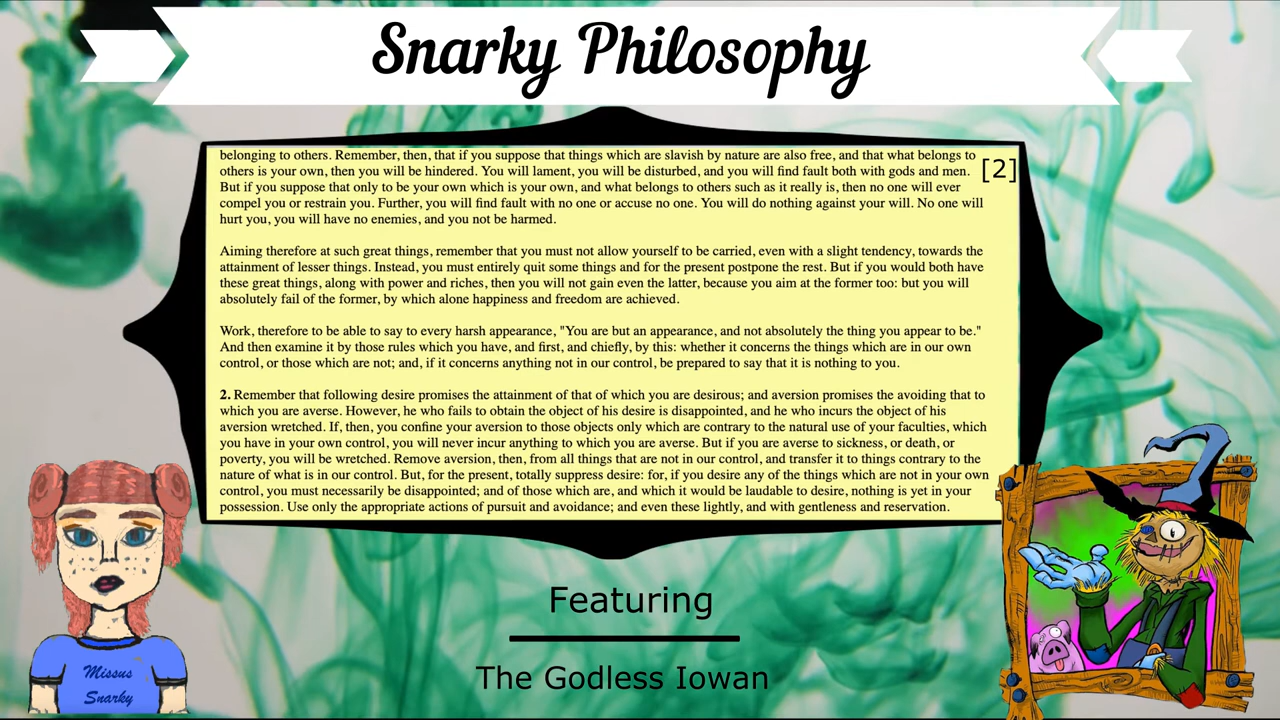 Snarky Philosophy
belonging to others. Remember, then, that if you suppose that things which are slavish by nature are also free, and that what belongs to
others is your own, then you will be hindered. You will lament, you will be disturbed, and you will find fault both with gods and men.
[2]
But if you suppose that only to be your own which is your own, and what belongs to others such as it really is, then no one will ever
compel you or restrain you. Further, you will find fault with no one or accuse no one. You will do nothing against your will. No one will
hurt you, you will have no enemies, and you not be harmed.
Aiming therefore at such great things, remember that you must not allow yourself to be carried, even with a slight tendency, towards the
attainment of lesser things. Instead, you must entirely quit some things and for the present postpone the rest. But if you would both have
these great things, along with power and riches, then you will not gain even the latter, because you aim at the former too: but you will
absolutely fail of the former, by which alone happiness and freedom are achieved.
Work, therefore to be able to say to every harsh appearance, "You are but an appearance, and not absolutely the thing you appear to be."
And then examine it by those rules which you have, and first, and chiefly, by this: whether it concerns the things which are in our own
control, or those which are not; and, if it concerns anything not in our control, be prepared to say that it is nothing to you.
2. Remember that following desire promises the attainment of that of which you are desirous; and aversion promises the avoiding that to
which you are averse. However, he who fails to obtain the object of his desire is disappointed, and he who incurs the object of his
aversion wretched. If, then, you confine your aversion to those objects only which are contrary to the natural use of your faculties, which
you have in your own control, you will never incur anything to which you are averse. But if you are averse to sickness, or death, or
poverty, you will be wretched. Remove aversion, then, from all things that are not in our control, and transfer it to things contrary to the
nature of what is in our control. But, for the present, totally suppress desire: for, if you desire any of the things which are not in your own
control, you must necessarily be disappointed; and of those which are, and which it would be laudable to desire, nothing is yet in your
possession. Use only the appropriate actions of pursuit and avoidance; and even these lightly, and with gentleness and reservation.
Featuring
The Godless Iowan
Missus
Snarky